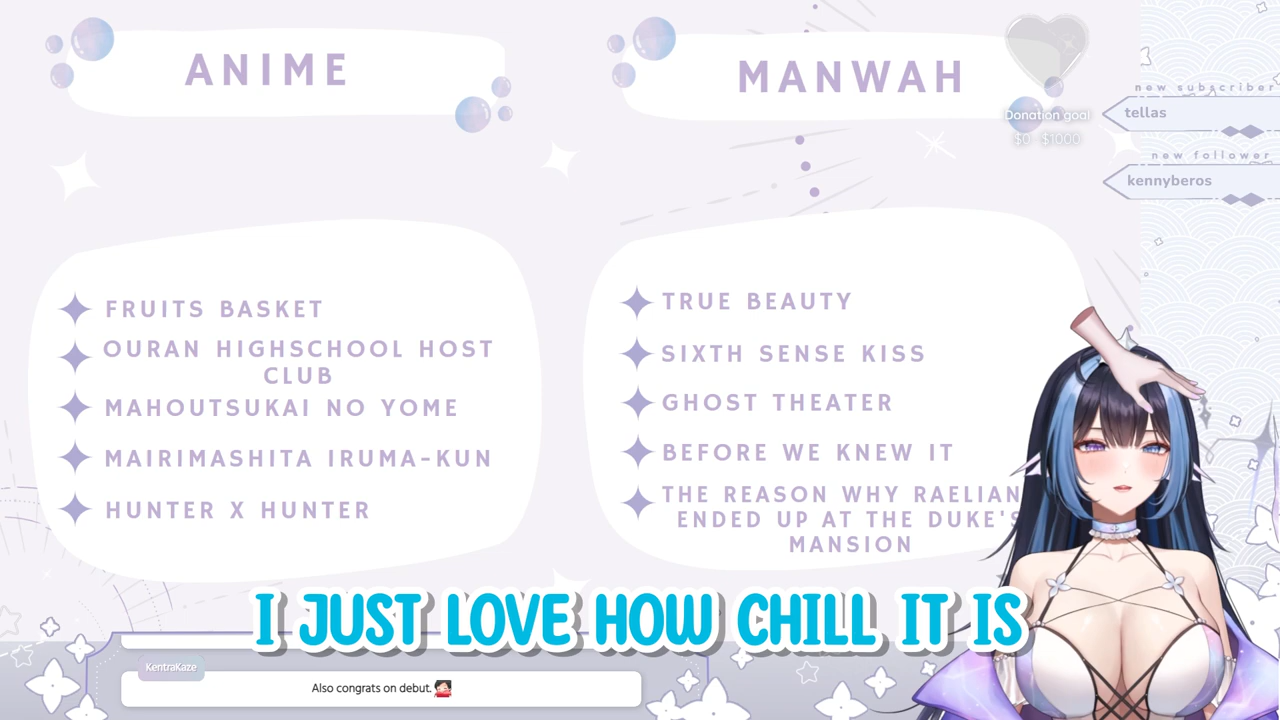 ANIME
MANWAH
Donation goal
$0 $1000
new subscriber
tellas
new follower
kennyberos
FRUITS BASKET
OURAN HIGHSCHOOL HOST
CLUB
MAHOUTSUKAI NO YOME
MAIRIMASHITA IRUMA-KUN
HUNTER X HUNTER
TRUE BEAUTY
SIXTH SENSE KISS
GHOST THEATER
BEFORE WE KNEW IT
THE REASON WHY RAELIAN
ENDED UP AT THE DUKE'S
MANSION
I JUST LOVE HOW CHILL IT IS
KentraKaze
Also congrats on debut.